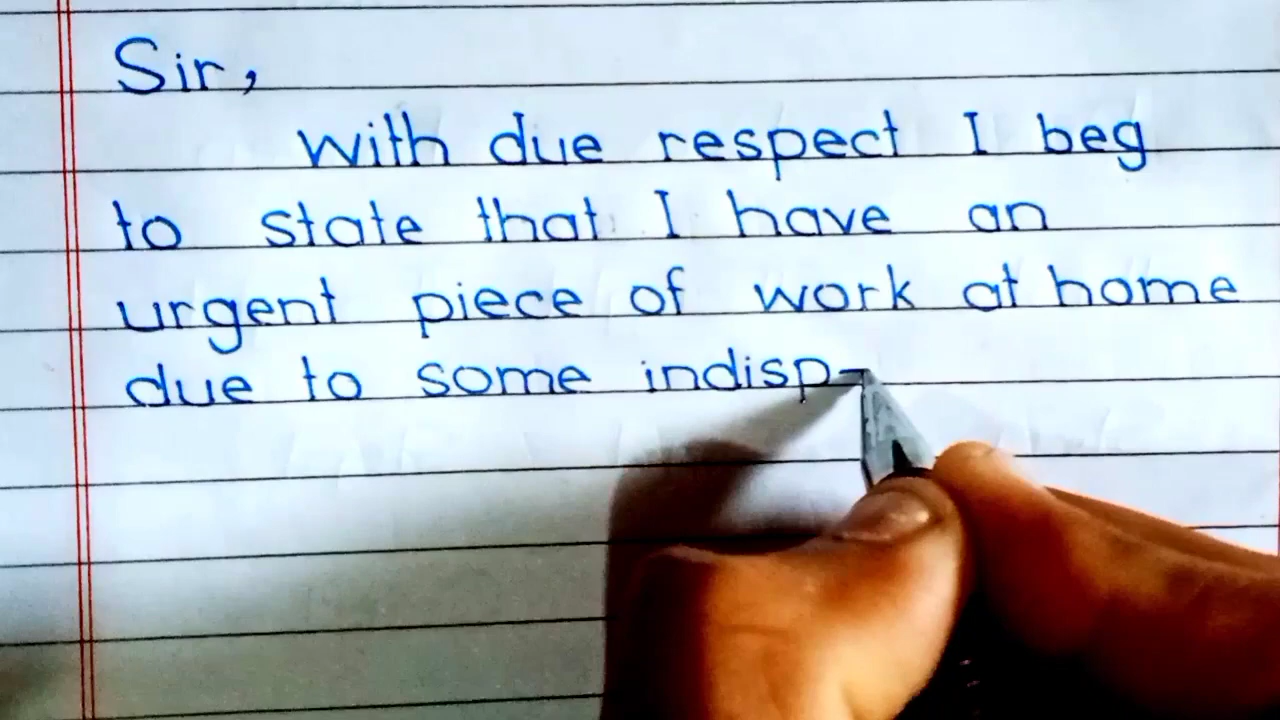 Sir,
with due respect I beg
to state that I have an
urgent piece of work at home
due to some indisp-